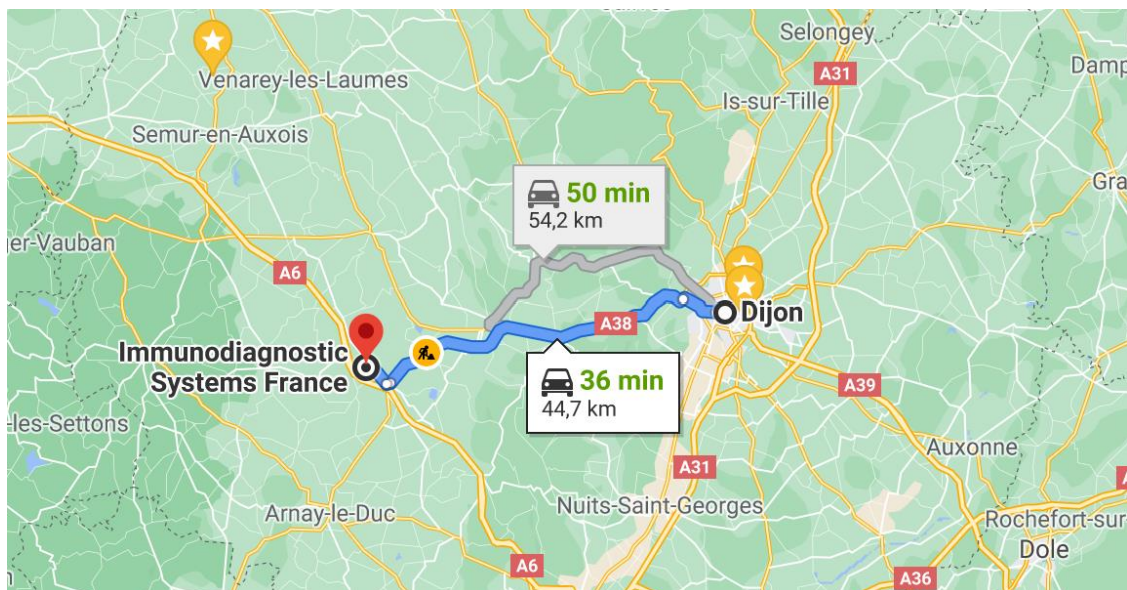 Selongey
A31
Damp
Venarey-les-Laumes
Is-sur-Tille
Semur-en-Auxois
50 min
54,2 km
Gra
er-Vauban
A6
Dijon
A38
Immunodiagnostic
Systems France
36 min
44,7 km
A39
-les-Settons
Auxonne
A31
Nuits-Saint-Georges
Arnay-le-Duc
Rochefort-sur
Dole
A6
A36